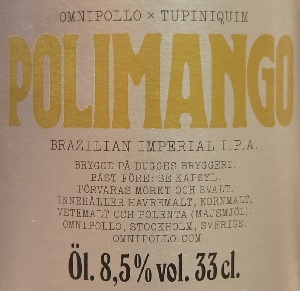 OMNIPOLLO × TUPINIQUIM
POLIMANGO
BRAZILIAN IMPERIAL I.P.A.
BRYGGT PÅ DUGGES BRYGGERI.
BÄST FÖRE: SE KAPSYL.
FÖRVARAS MÖRKT OCH SVALT.
INNEHÅLLER HAVREMALT, KORNMALT,
VETEMALT OCH POLENTA (MAJSMJÖL).
OMNIPOLLO, STOCKHOLM, SVERIGE.
OMNIPOLLO.COM
Öl. 8,5% vol. 33 cl.